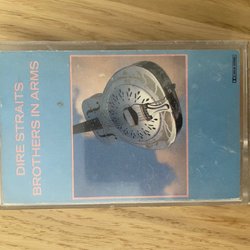 DIRE STRAITS
BROTHERS IN ARMS